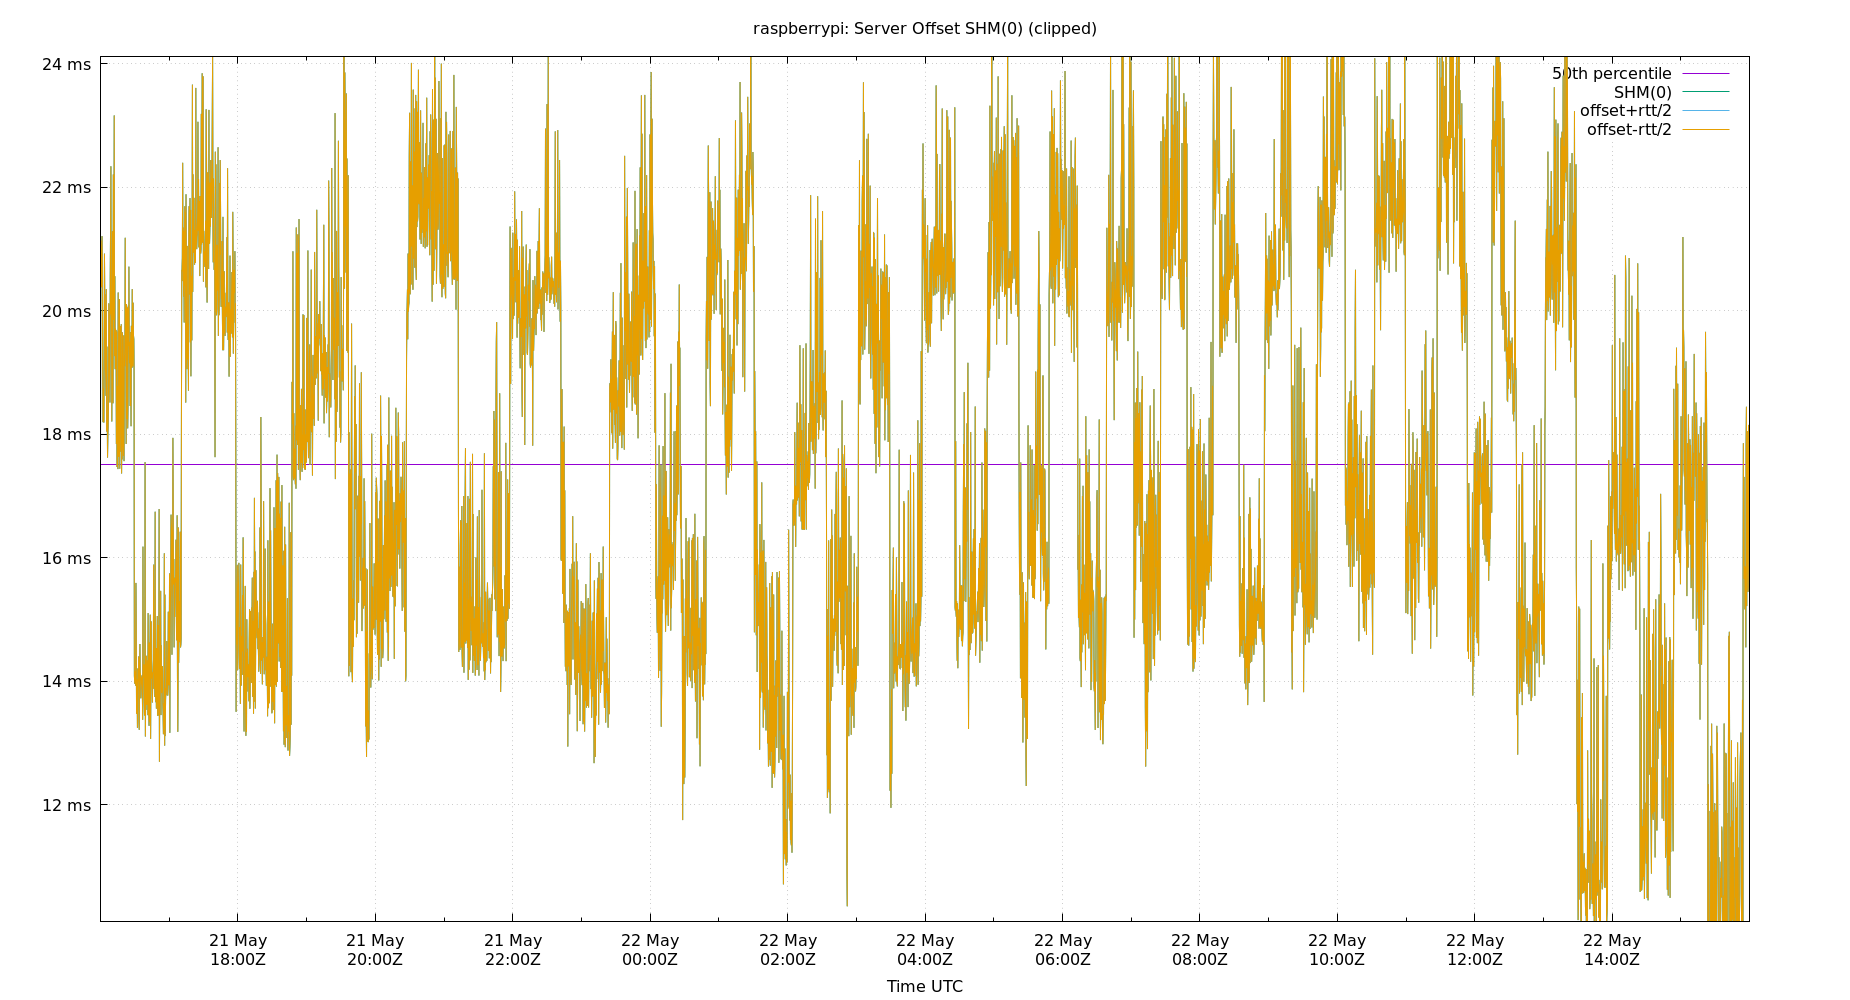 raspberrypi: Server Offset SHM(0) (clipped)
24 ms
22 ms
20 ms
18 ms
16 ms
14 ms
12 ms
50th percentile
SHM(0)
offset+rtt/2
offset-rtt/2
21 May 21 May 21 May 22 May 22 May 22 May 22 May 22 May 22 May 22 May 22 May
18:00Z 20:00Z 22:00Z 00:00Z 02:00Z 04:00Z 06:00Z 08:00Z 10:00Z 12:00Z 14:00Z
Time UTC